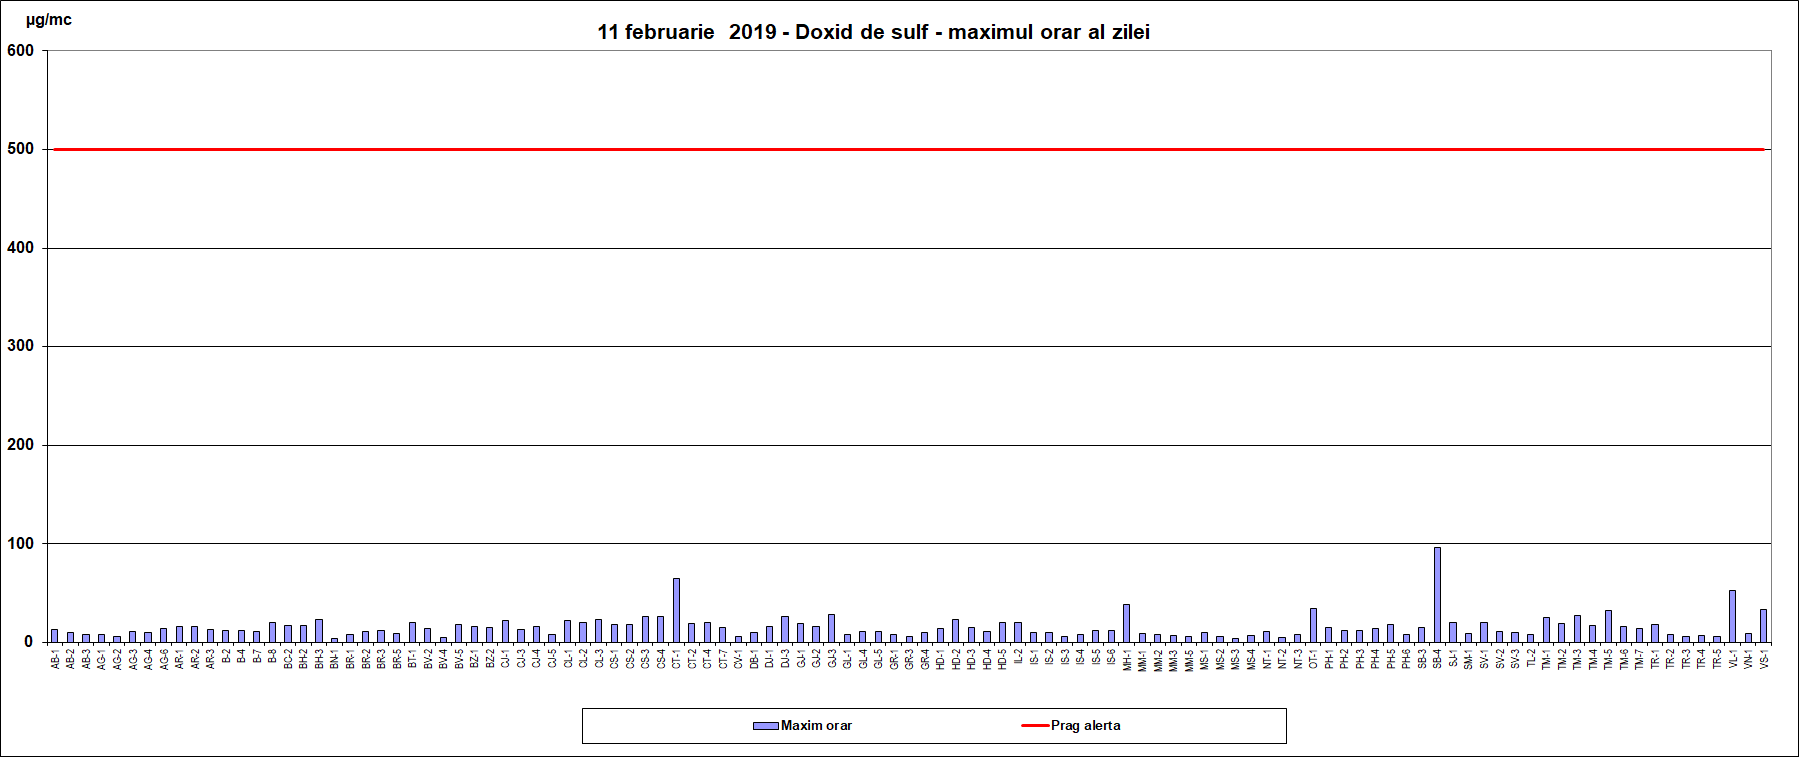 µg/mc
11 februarie 2019 - Doxid de sulf - maximul orar al zilei
600
500
400
300
200
100
0
AB-1 AB-2 AB-3 AG-1 AG-2 AG-3 AG-4 AG-6 AR-1 AR-2 AR-3 B-2 B-4 B-7 B-8 BC-2 BH-2 BH-3 BN-1 BR-1 BR-2 BR-3 BR-5 BT-1 BV-2 BV-4 BV-5 BZ-1 BZ-2 CJ-1 CJ-3 CJ-4 CJ-5 CL-1 CL-2 CL-3 CS-1 CS-2 CS-3 CS-4 CT-1 CT-2 CT-4 CT-7 CV-1 DB-1 DJ-1 DJ-3 GJ-1 GJ-2 GJ-3 GL-1 GL-4 GL-5 GR-1 GR-3 GR-4 HD-1 HD-2 HD-3 HD-4 HD-5 IL-2 IS-1 IS-2 IS-3 IS-4 IS-5 IS-6 MH-1 MM-1 MM-2 MM-3 MM-5 MS-1 MS-2 MS-3 MS-4 NT-1 NT-2 NT-3 OT-1 PH-1 PH-2 PH-3 PH-4 PH-5 PH-6 SB-3 SB-4 SJ-1 SM-1 SV-1 SV-2 SV-3 TL-2 TM-1 TM-2 TM-3 TM-4 TM-5 TM-6 TM-7 TR-1 TR-2 TR-3 TR-4 TR-5 VL-1 VN-1 VS-1
Maxim orar
Prag alerta